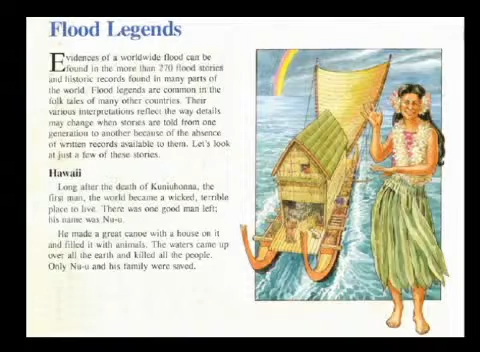 Flood Legends
Evidences of a worldwide flood can be
found in the more than 270 flood stories
and historic records found in many parts of
the world. Flood legends are common in the
folk tales of many other countries. Their
various interpretations reflect the way details
may change when stories are told from one
generation to another because of the absence
of written records available to them. Let's look
at just a few of these stories.
Hawaii
Long after the death of Kuniuhonna, the
first man, the world became a wicked, terrible
place to live. There was one good man left;
his name was Nu-u.
He made a great canoe with a house on it
and filled it with animals. The waters came up
over all the earth and killed all the people.
Only Nu-u and his family were saved.